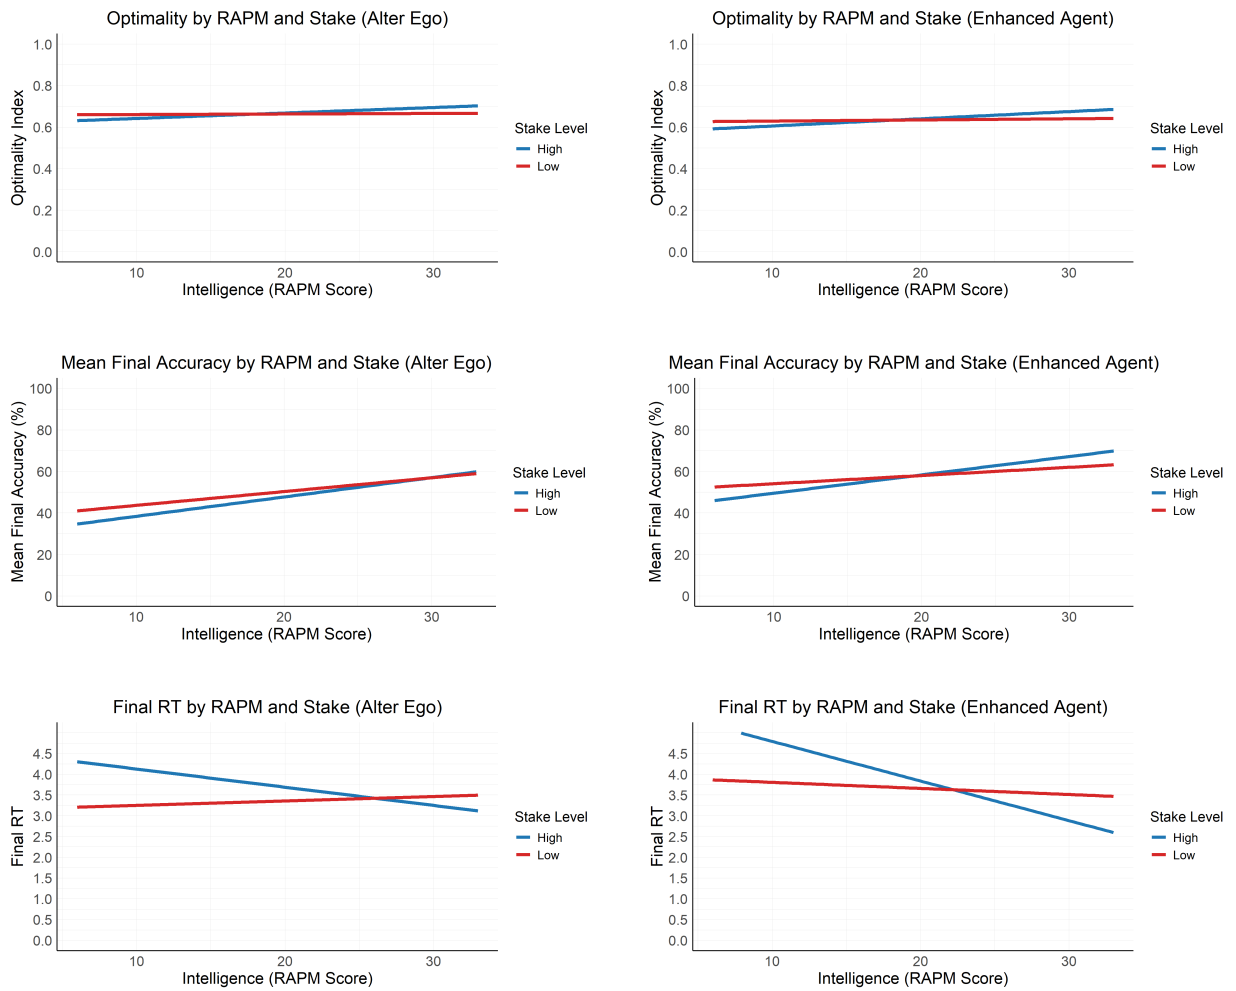 Optimality by RAPM and Stake (Alter Ego)
Optimality Index
1.0
0.8
0.6
0.4
0.2
0.0
10 20 30
Intelligence (RAPM Score)
Stake Level
High
Low
Optimality by RAPM and Stake (Enhanced Agent)
Optimality Index
1.0
0.8
0.6
0.4
0.2
0.0
10 20 30
Intelligence (RAPM Score)
Stake Level
High
Low
Mean Final Accuracy by RAPM and Stake (Alter Ego)
Mean Final Accuracy (%)
100
80
60
40
20
0
10 20 30
Intelligence (RAPM Score)
Stake Level
High
Low
Mean Final Accuracy by RAPM and Stake (Enhanced Agent)
Mean Final Accuracy (%)
100
80
60
40
20
0
10 20 30
Intelligence (RAPM Score)
Stake Level
High
Low
Final RT by RAPM and Stake (Alter Ego)
Final RT
4.5
4.0
3.5
3.0
2.5
2.0
1.5
1.0
0.5
0.0
10 20 30
Intelligence (RAPM Score)
Stake Level
High
Low
Final RT by RAPM and Stake (Enhanced Agent)
Final RT
4.5
4.0
3.5
3.0
2.5
2.0
1.5
1.0
0.5
0.0
10 20 30
Intelligence (RAPM Score)
Stake Level
High
Low